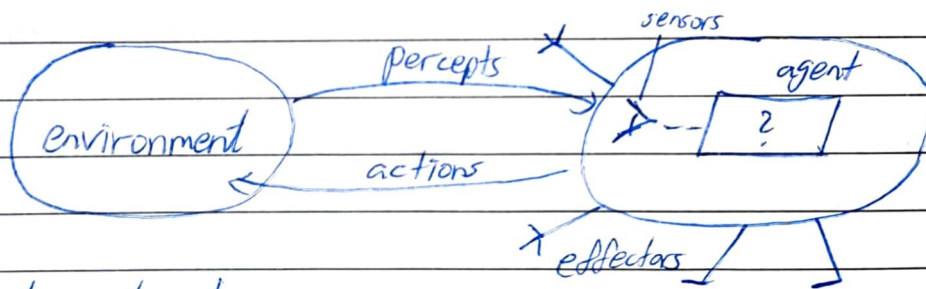 sensors
percepts
agent
environment
?
actions
effectors